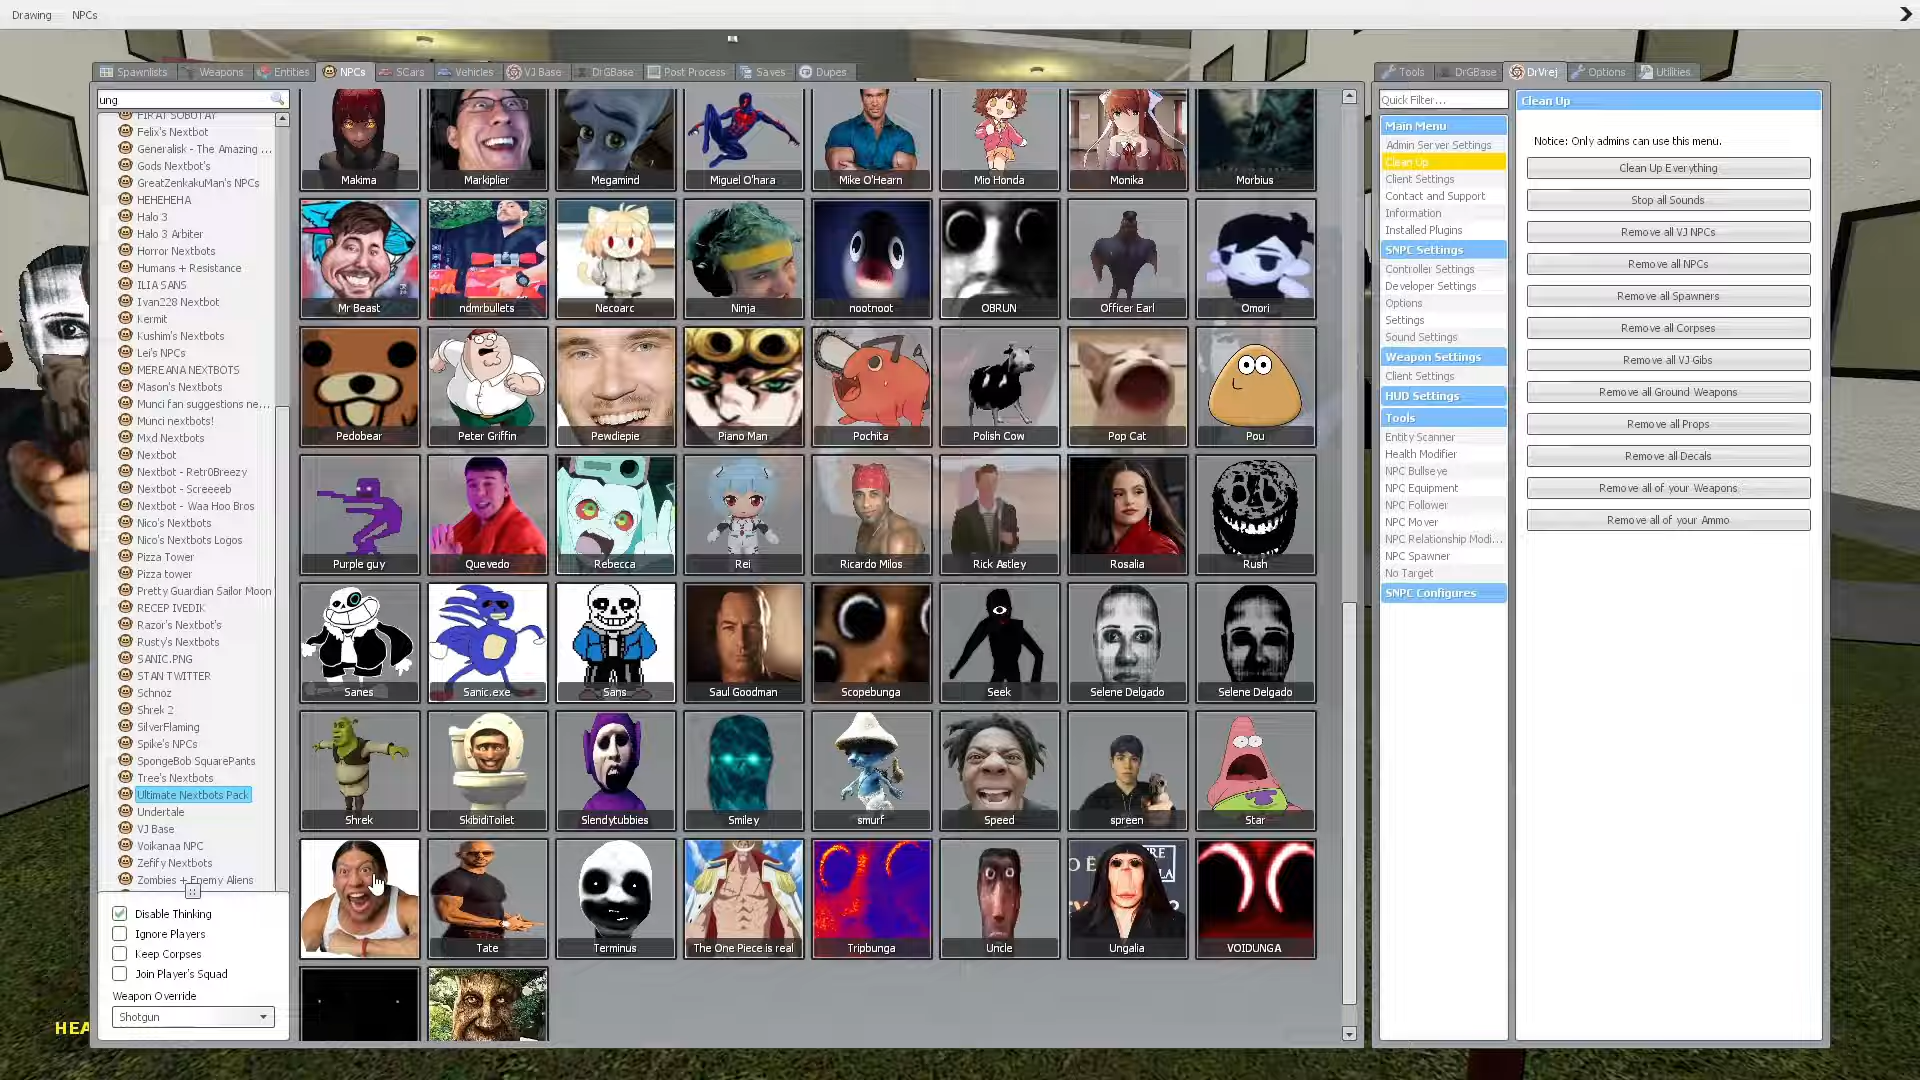 Drawing NPCs
Spawnlists Weapons Entities NPCs SCars Vehicles VJ Base DrGBase Post Process Saves Dupes
ung
FIRAT SOBUTAY
Felix's Nextbot
Generalisk - The Amazing ...
Gods Nextbot's
GreatZenkakuMan's NPCs
HEHEHEHA
Halo 3
Halo 3 Arbiter
Horror Nextbots
Humans + Resistance
ILIA SANS
Ivan228 Nextbot
Kermit
Kushim's Nextbots
Lei's NPCs
MEREANA NEXTBOTS
Mason's Nextbots
Munci fan suggestions ne...
Munci nextbots!
Mxd Nextbots
Nextbot
Nextbot - Retr0Breezy
Nextbot - Screeeeb
Nextbot - Waa Hoo Bros
Nico's Nextbots
Nico's Nextbots Logos
Pizza Tower
Pizza tower
Pretty Guardian Sailor Moon
RECEP IVEDIK
Razor's Nextbot's
Rusty's Nextbots
SANIC.PNG
STAN TWITTER
Schnoz
Shrek 2
SilverFlaming
Spike's NPCs
SpongeBob SquarePants
Tree's Nextbots
Ultimate Nextbots Pack
Undertale
VJ Base
Voikanaa NPC
Zefify Nextbots
Zombies + Enemy Aliens
Disable Thinking
Ignore Players
Keep Corpses
Join Player's Squad
Weapon Override
Shotgun
HEA
Makima Markiplier Megamind Miguel O'hara Mike O'Hearn Mio Honda Monika Morbius
Mr Beast ndmrbullets Necoarc Ninja nootnoot OBRUN Officer Earl Omori
Pedobear Peter Griffin Pewdiepie Piano Man Pochita Polish Cow Pop Cat Pou
Purple guy Quevedo Rebecca Rei Ricardo Milos Rick Astley Rosalia Rush
Sanes Sanic.exe Sans Saul Goodman Scopebunga Seek Selene Delgado Selene Delgado
Shrek SkibidiToilet Slendytubbies Smiley smurf Speed spreen Star
Tate Terminus The One Piece is real Tripbunga Uncle Ungalia VOIDUNGA
Tools DrGBase DrVrej Options Utilities
Quick Filter...
Main Menu
Admin Server Settings
Clean Up
Client Settings
Contact and Support
Information
Installed Plugins
SNPC Settings
Controller Settings
Developer Settings
Options
Settings
Sound Settings
Weapon Settings
Client Settings
HUD Settings
Tools
Entity Scanner
Health Modifier
NPC Bullseye
NPC Equipment
NPC Follower
NPC Mover
NPC Relationship Modi...
NPC Spawner
No Target
SNPC Configures
Clean Up
Notice: Only admins can use this menu.
Clean Up Everything
Stop all Sounds
Remove all VJ NPCs
Remove all NPCs
Remove all Spawners
Remove all Corpses
Remove all VJ Gibs
Remove all Ground Weapons
Remove all Props
Remove all Decals
Remove all of your Weapons
Remove all of your Ammo